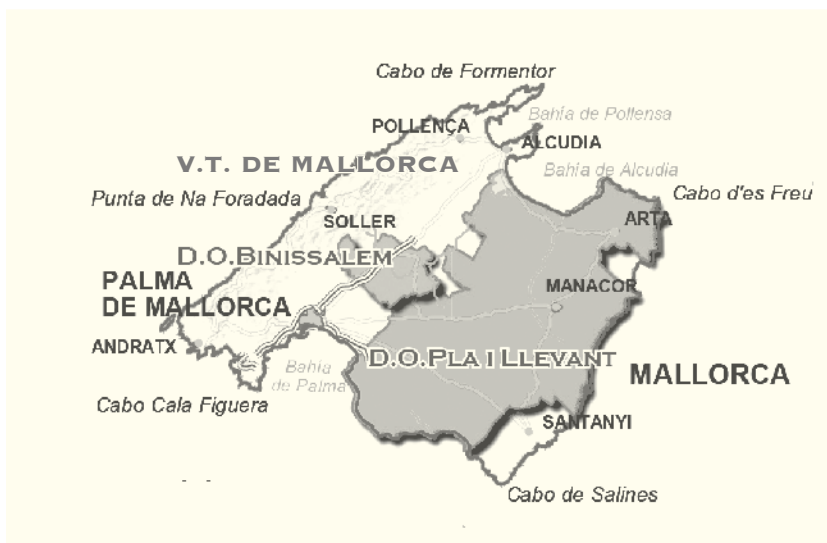 Cabo de Formentor
Bahía de Pollensa
POLLENÇA
ALCUDIA
V.T. DE MALLORCA
Bahía de Alcudia
Cabo d'es Freu
Punta de Na Foradada
SOLLER
ARTA
D.O.BINISSALEM
PALMA
DE MALLORCA
MANACOR
ANDRATX
D.O.PLA I LLEVANT
Bahía
de Palma
MALLORCA
Cabo Cala Figuera
SANTANYI
Cabo de Salines